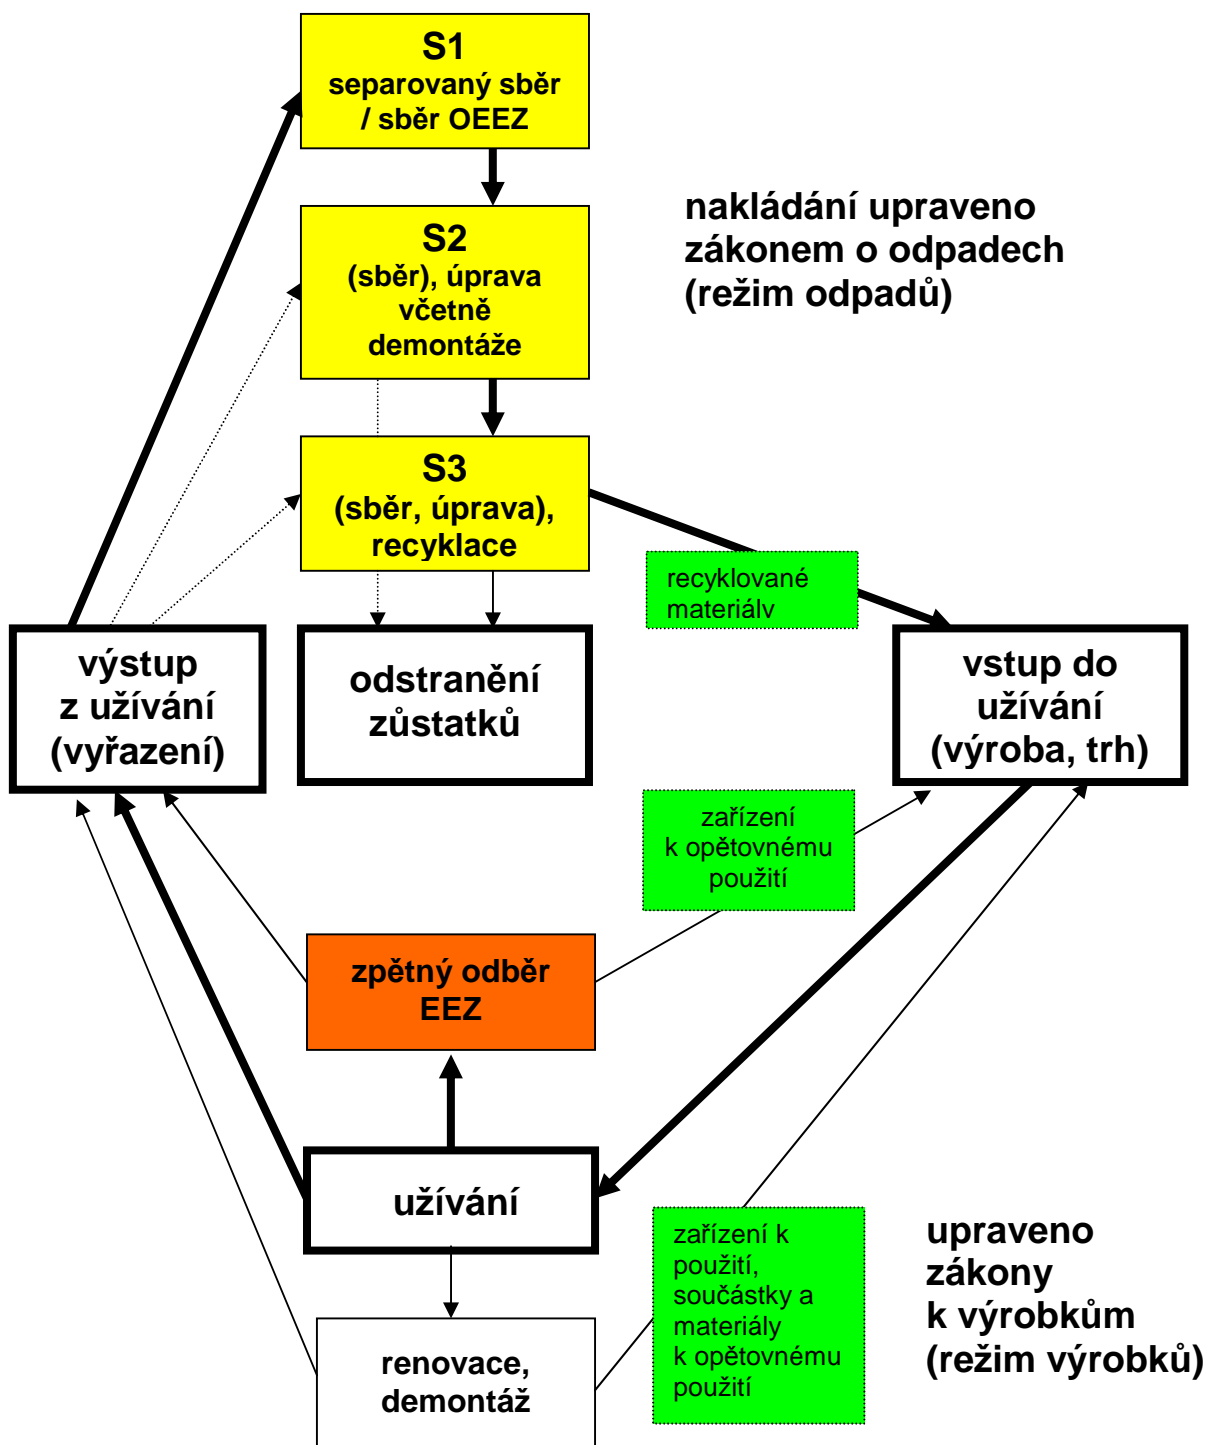 S1
separovaný sběr
/ sběr OEEZ
nakládání upraveno
zákonem o odpadech
(režim odpadů)
S2
(sběr), úprava
včetně
demontáže
S3
(sběr, úprava),
recyklace
recyklované
materiálv
výstup
z užívání
(vyřazení)
odstranění
zůstatků
vstup do
užívání
(výroba, trh)
zařízení
k opětovnému
použití
zpětný odběr
EEZ
užívání
zařízení k
použití,
součástky a
materiály
k opětovnému
použití
upraveno
zákony
k výrobkům
(režim výrobků)
renovace,
demontáž